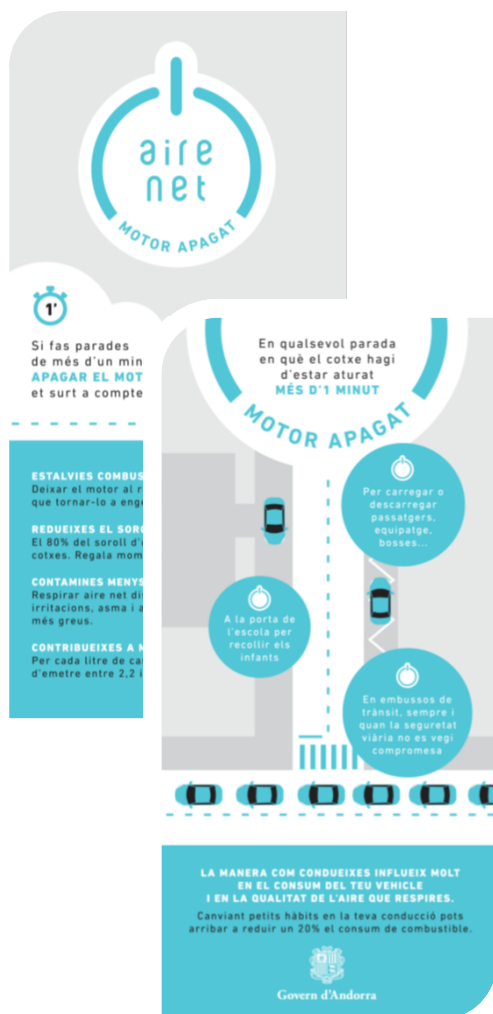 aire
net
MOTOR APAGAT
1'
Si fas parades
de més d'un min
APAGAR EL MOT
et surt a compte
ESTALVIES COMBUS
Deixar el motor al r
que tornar-lo a eng
REDUEIXES EL SOR
El 80% del soroll d'
cotxes. Regala mom
CONTAMINES MENYS
Respirar aire net di
irritacions, asma i a
més greus.
CONTRIBUEIXES A
Per cada litre de ca
d'emetre entre 2,2 i
En qualsevol parada
en què el cotxe hagi
d'estar aturat
MÉS D'1 MINUT
MOTOR APAGAT
Per carregar o
descarregar
passatgers,
equipatge,
bosses...
A la porta de
l'escola per
recollir els
infants
En embussos de
trànsit, sempre i
quan la seguretat
viària no es vegi
compromesa
LA MANERA COM CONDUEIXES INFLUEIX MOLT
EN EL CONSUM DEL TEU VEHICLE
I EN LA QUALITAT DE L'AIRE QUE RESPIRES.
Canviant petits hàbits en la teva conducció pots
arribar a reduir un 20% el consum de combustible.
Govern d'Andorra